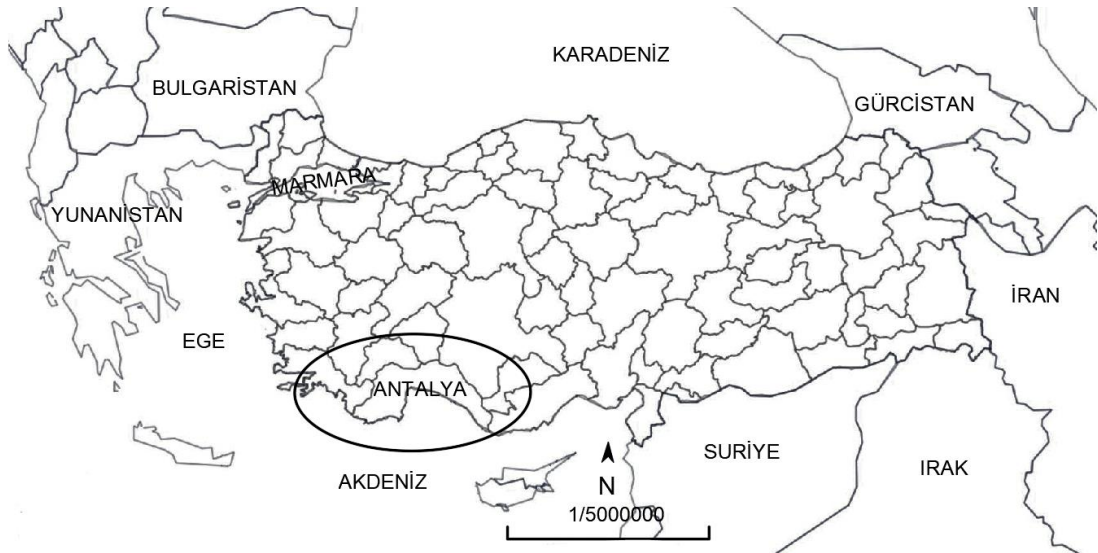 KARADENİZ
BULGARİSTAN
GÜRCİSTAN
MARMARA
YUNANİSTAN
İRAN
EGE
ANTALYA
SURİYE
IRAK
AKDENİZ
N
1/5000000